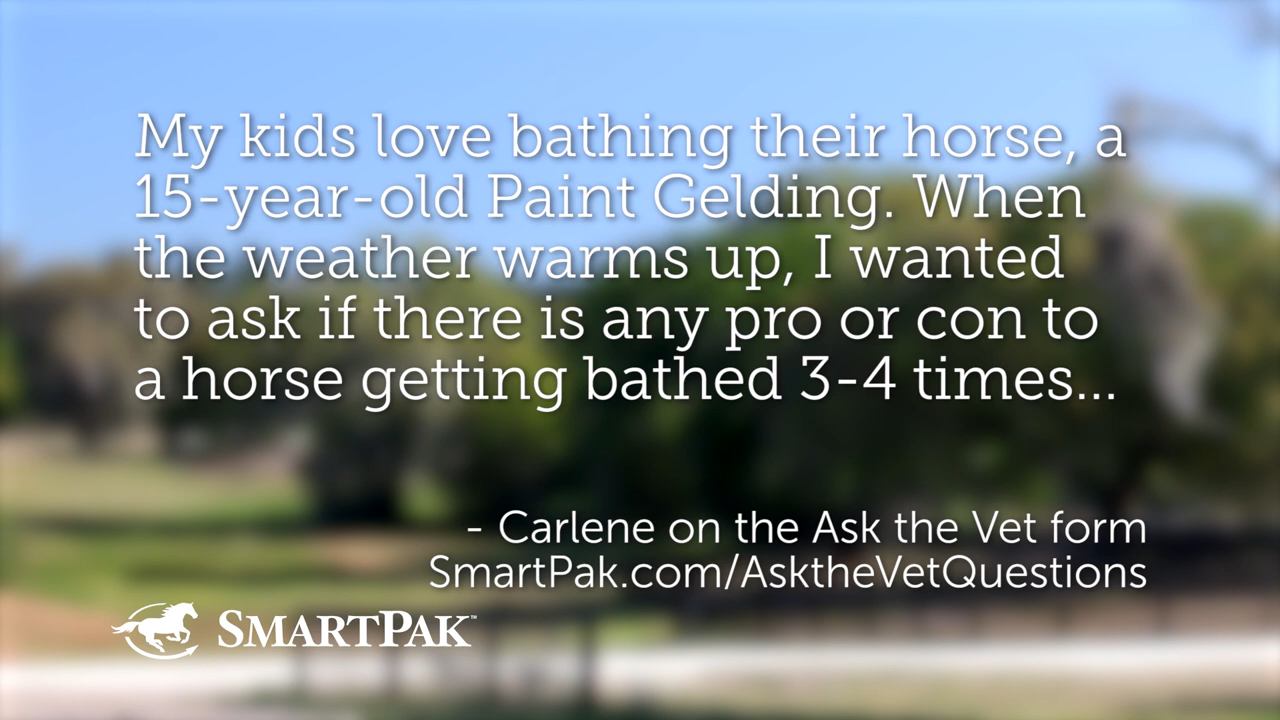 My kids love bathing their horse, a
15-year-old Paint Gelding. When
the weather warms up, I wanted
to ask if there is any pro or con to
a horse getting bathed 3-4 times...
- Carlene on the Ask the Vet form
SmartPak.com/AsktheVetQuestions
SMARTPAK™